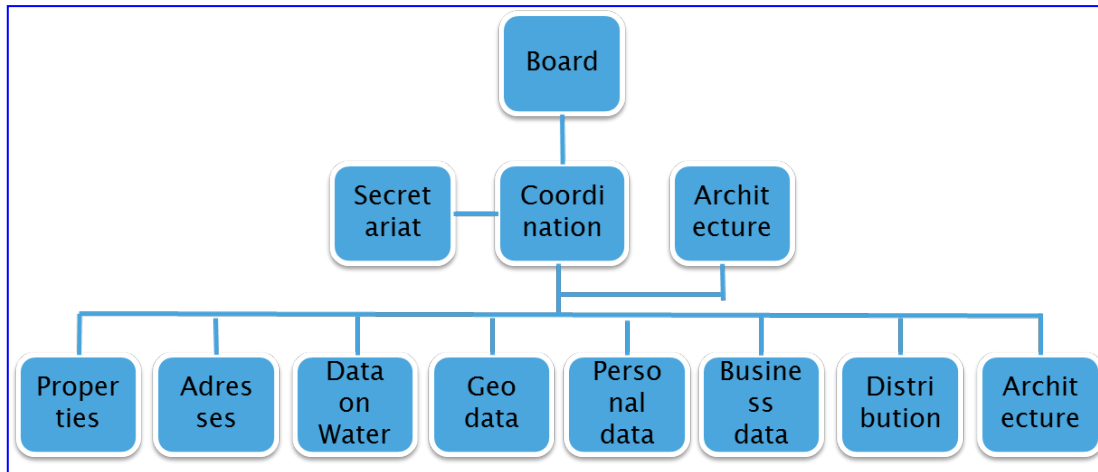 Board
Secret
ariat
Coordi
nation
Archit
ecture
Proper
ties
Adres
ses
Data
on
Water
Geo
data
Perso
nal
data
Busine
ss
data
Distri
bution
Archit
ecture